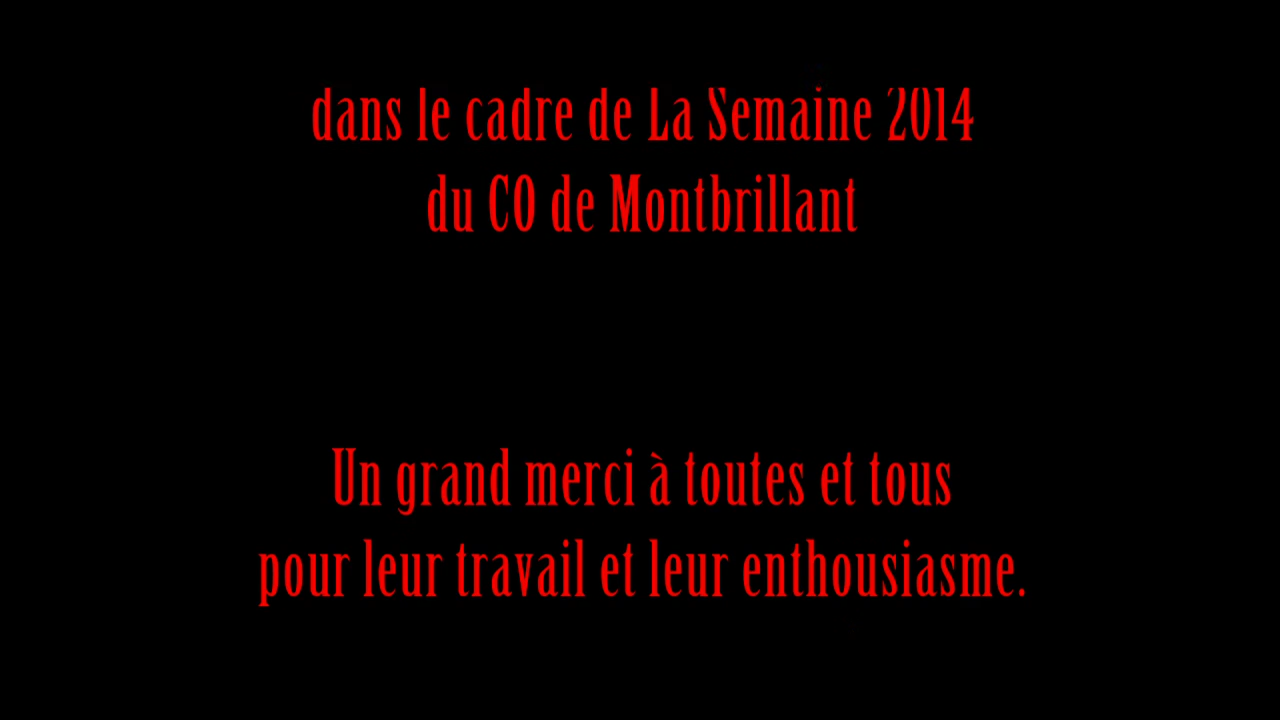 dans le cadre de La Semaine 2014
du CO de Montbrillant
Un grand merci à toutes et tous
pour leur travail et leur enthousiasme.